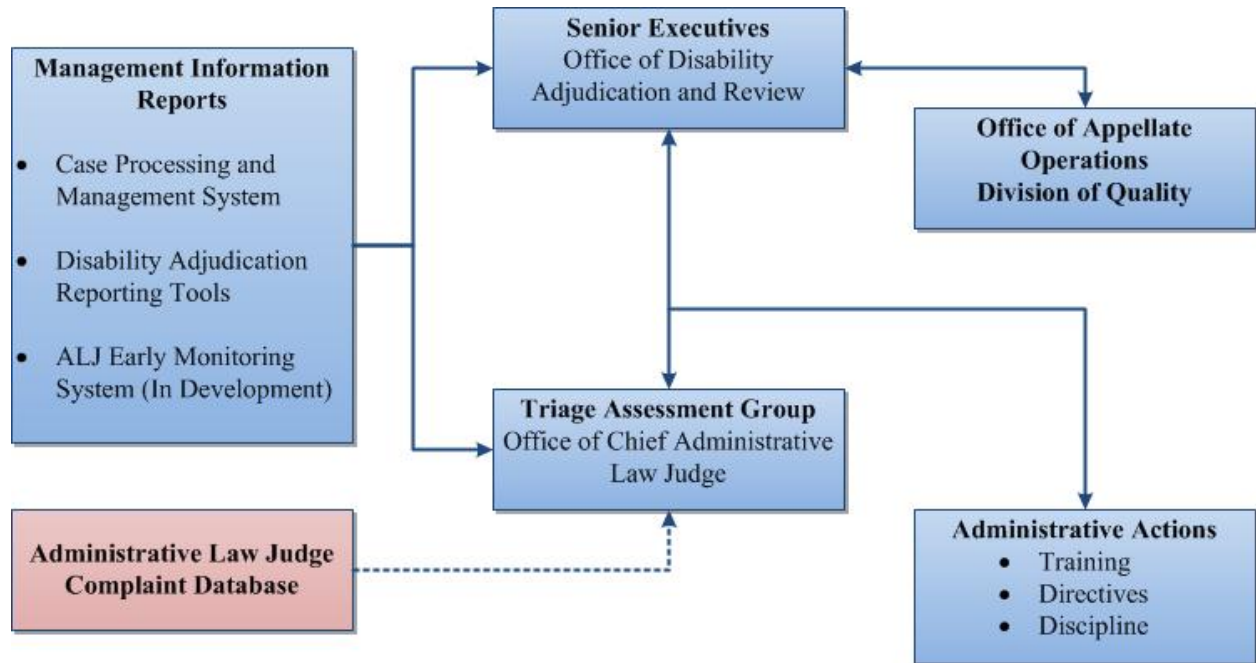 Management Information
Reports
• Case Processing and
Management System
• Disability Adjudication
Reporting Tools
• ALJ Early Monitoring
System (In Development)
Senior Executives
Office of Disability
Adjudication and Review
Office of Appellate
Operations
Division of Quality
Triage Assessment Group
Office of Chief Administrative
Law Judge
Administrative Law Judge
Complaint Database
Administrative Actions
• Training
• Directives
• Discipline